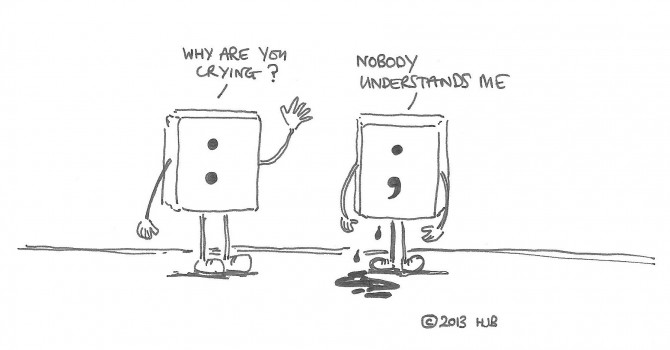 WHY ARE YOU
CRYING?
NOBODY
UNDERSTANDS ME
:
;
©2013 HUB